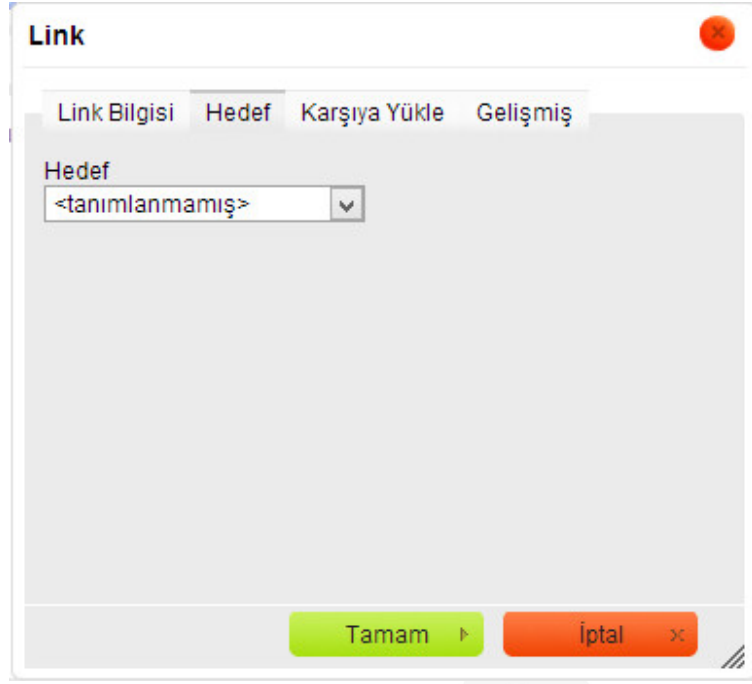 Link
Link Bilgisi Hedef Karşıya Yükle Gelişmiş
Hedef
<tanımlanmamış>
Tamam İptal